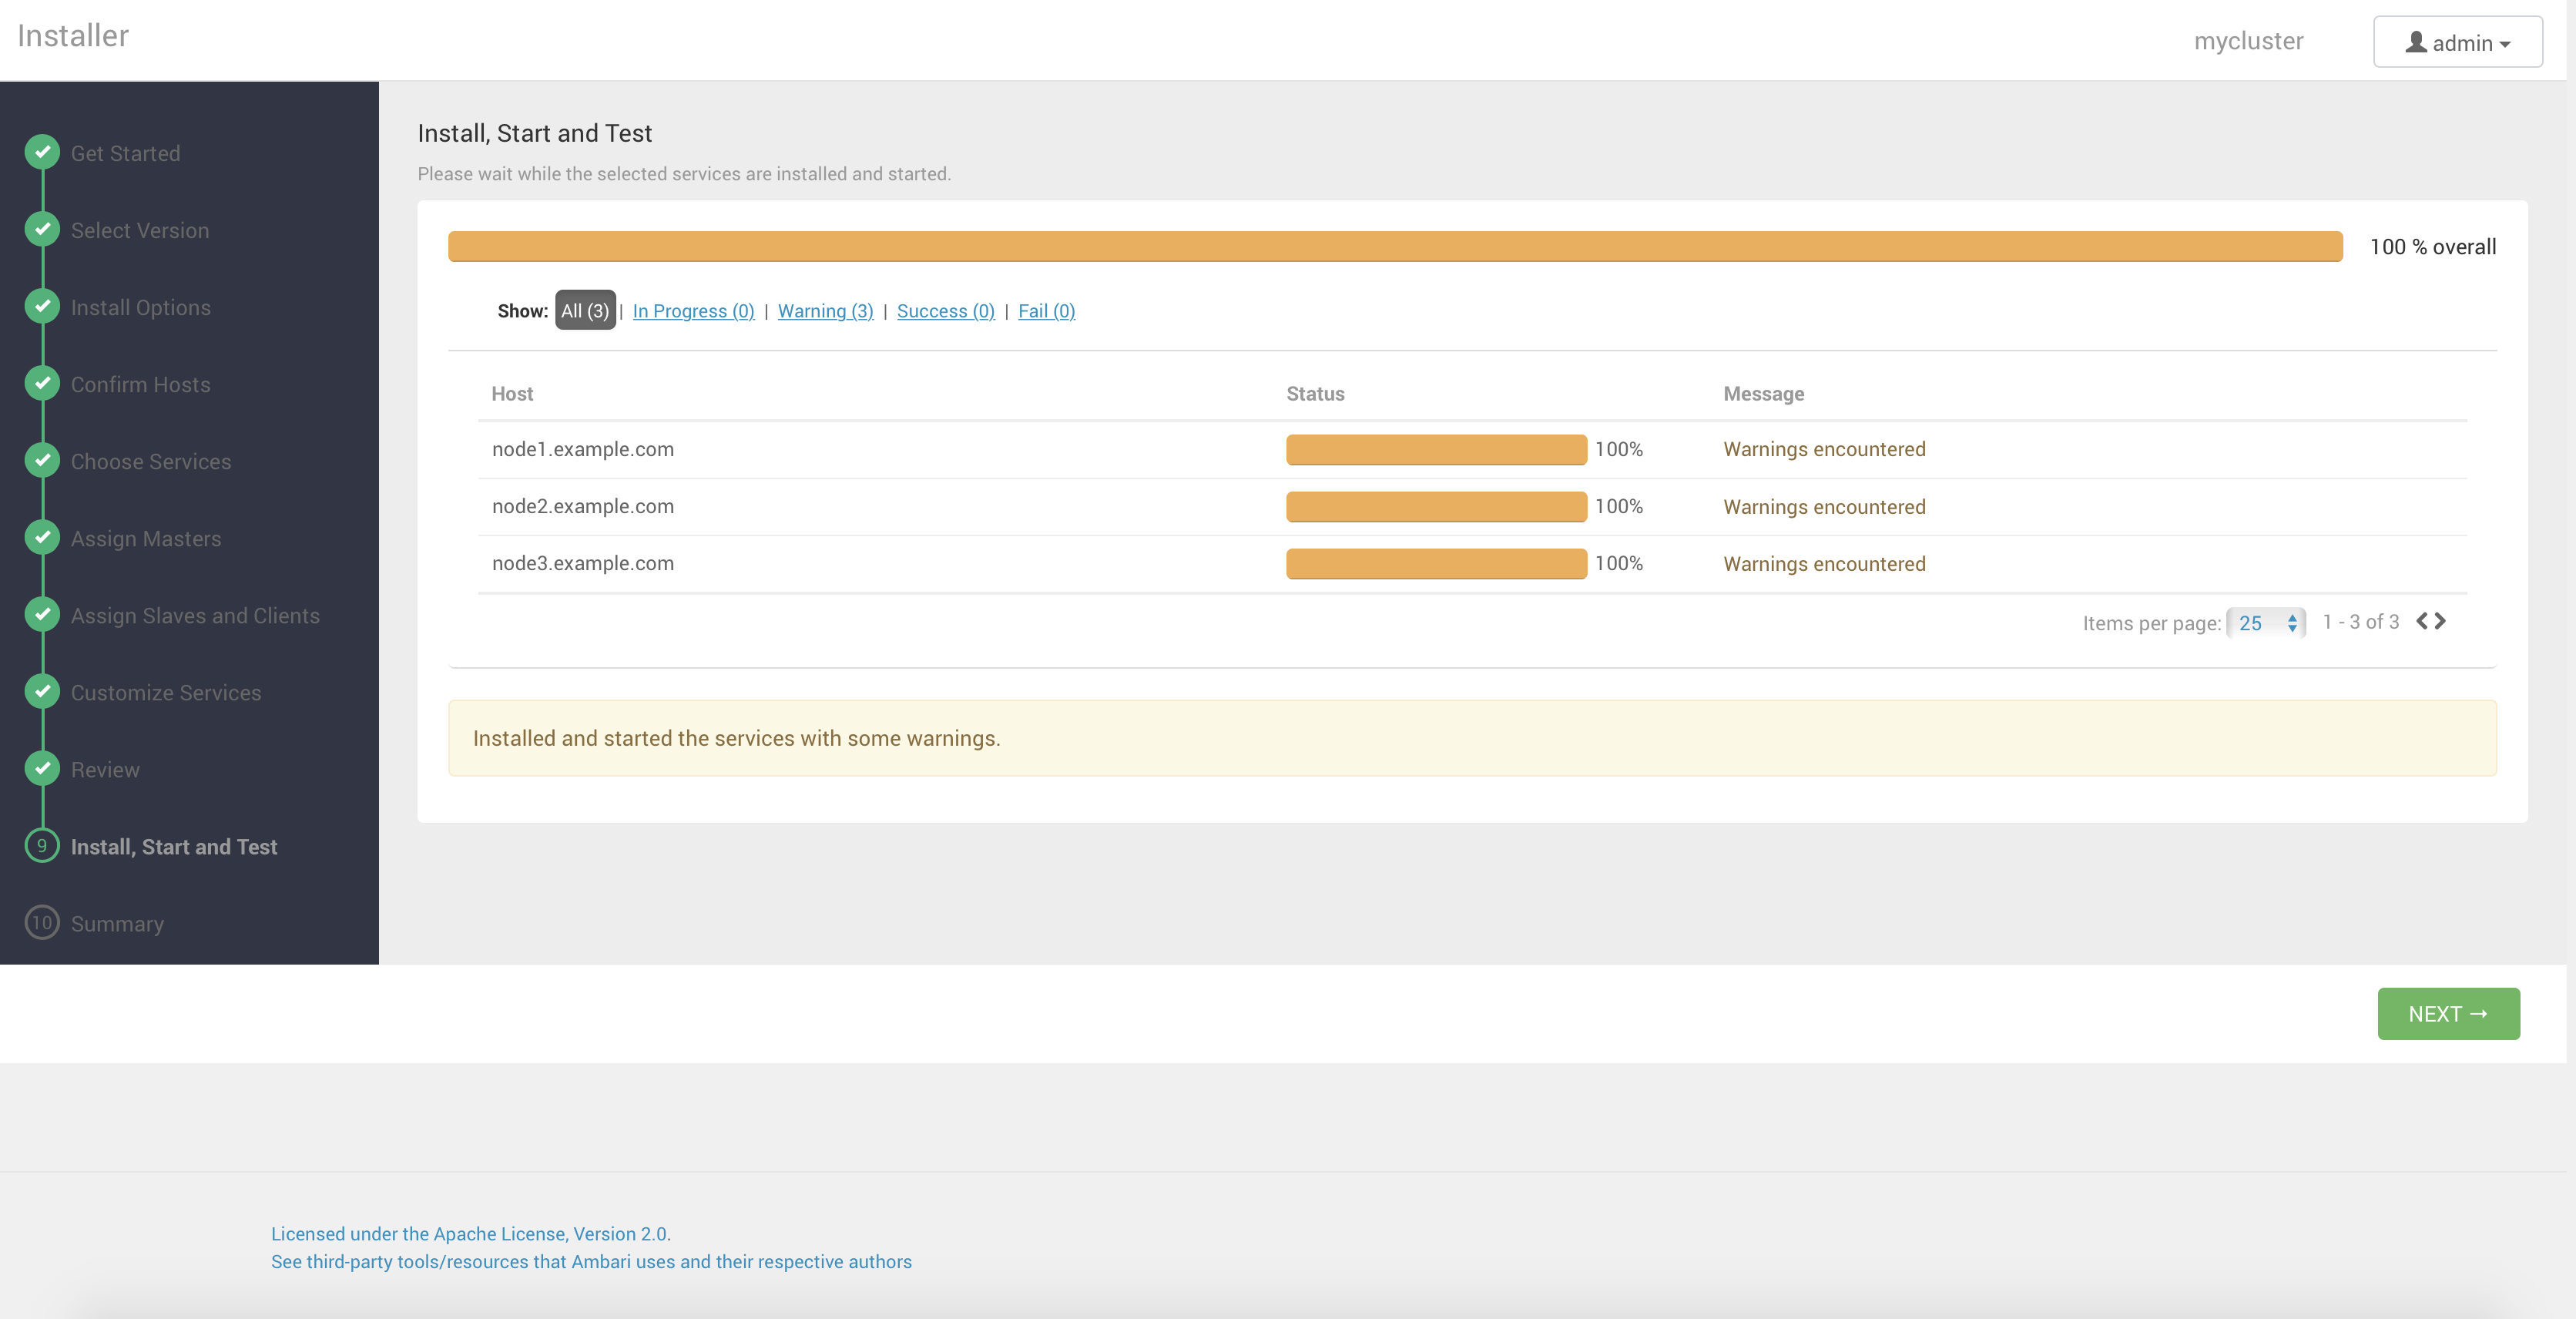 Installer
mycluster
admin
Get Started
Select Version
Install Options
Confirm Hosts
Choose Services
Assign Masters
Assign Slaves and Clients
Customize Services
Review
9 Install, Start and Test
10 Summary
Install, Start and Test
Please wait while the selected services are installed and started.
100 % overall
Show: All (3) | In Progress (0) | Warning (3) | Success (0) | Fail (0)
Host Status Message
node1.example.com 100% Warnings encountered
node2.example.com 100% Warnings encountered
node3.example.com 100% Warnings encountered
Items per page: 25 1 - 3 of 3
Installed and started the services with some warnings.
NEXT →
Licensed under the Apache License, Version 2.0.
See third-party tools/resources that Ambari uses and their respective authors